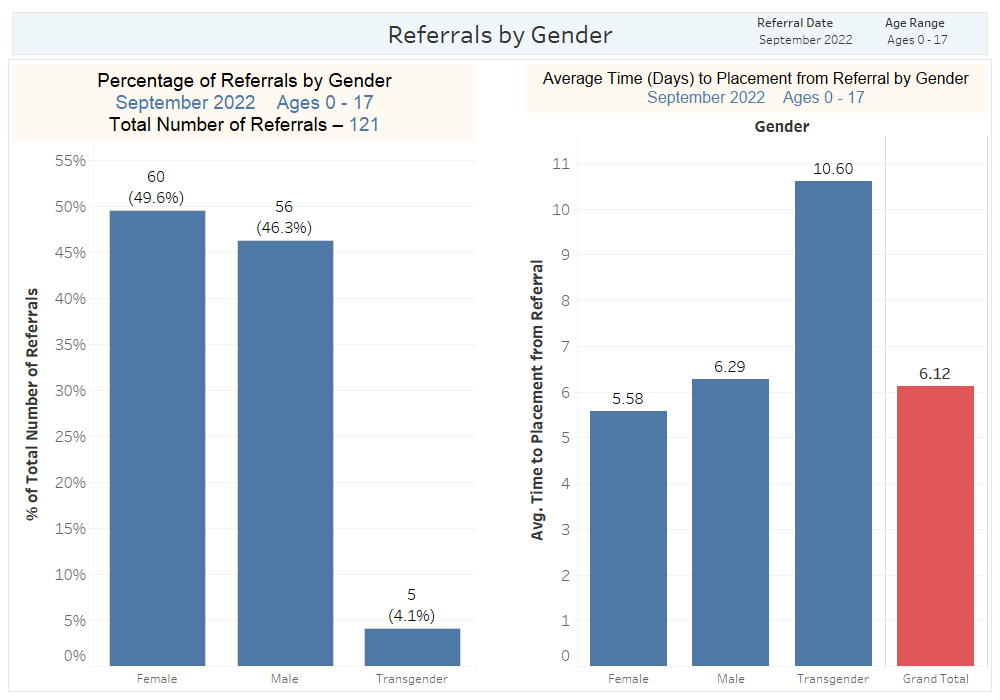 Referrals by Gender
Referral Date
September 2022
Age Range
Ages 0 - 17
Percentage of Referrals by Gender
September 2022 Ages 0 - 17
Total Number of Referrals – 121
% of Total Number of Referrals
55%
50%
45%
40%
35%
30%
25%
20%
15%
10%
5%
0%
60
(49.6%)
56
(46.3%)
5
(4.1%)
Female
Male
Transgender
Average Time (Days) to Placement from Referral by Gender
September 2022 Ages 0 - 17
Gender
Avg. Time to Placement from Referral
11
10
9
8
7
6
5
4
3
2
1
0
5.58
6.29
10.60
6.12
Female
Male
Transgender
Grand Total